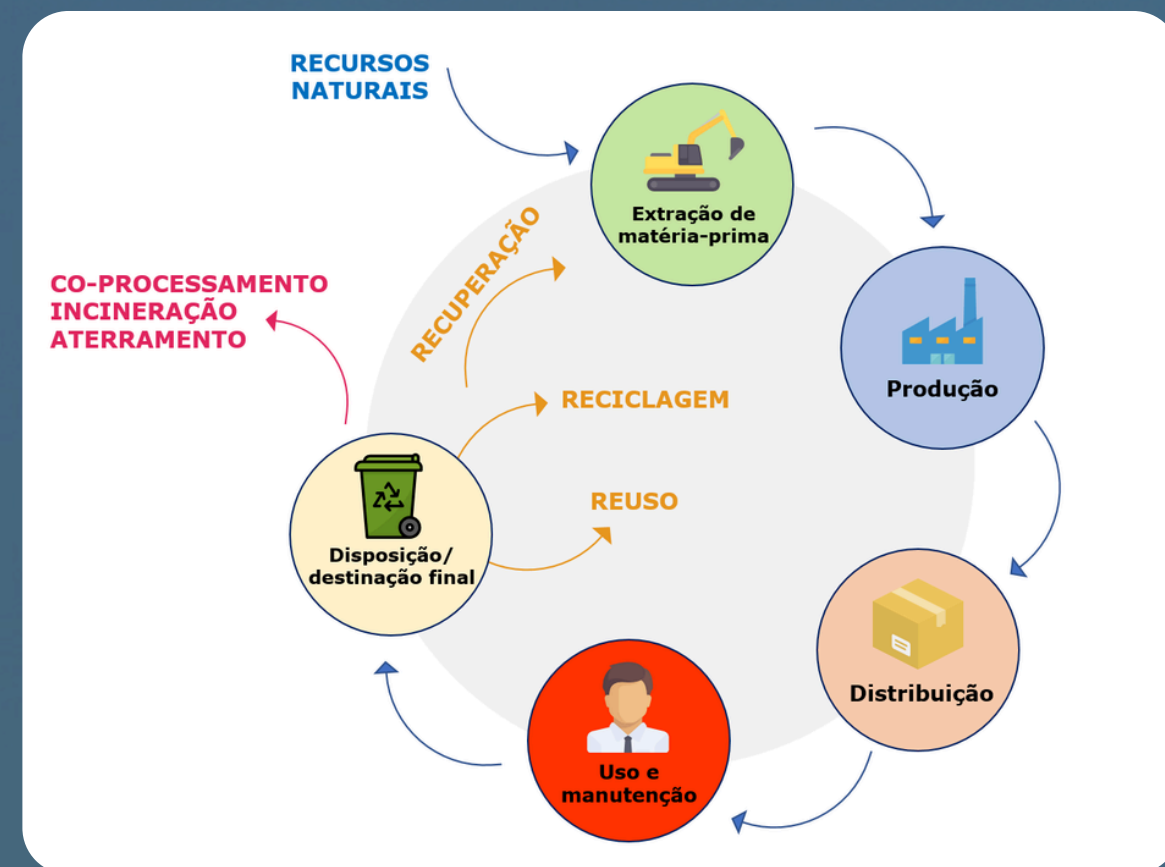 RECURSOS
NATURAIS
Extração de
matéria-prima
RECUPERAÇÃO
CO-PROCESSAMENTO
INCINERAÇÃO
ATERRAMENTO
Produção
RECICLAGEM
REUSO
Disposição/
destinação final
Distribuição
Uso e
manutenção